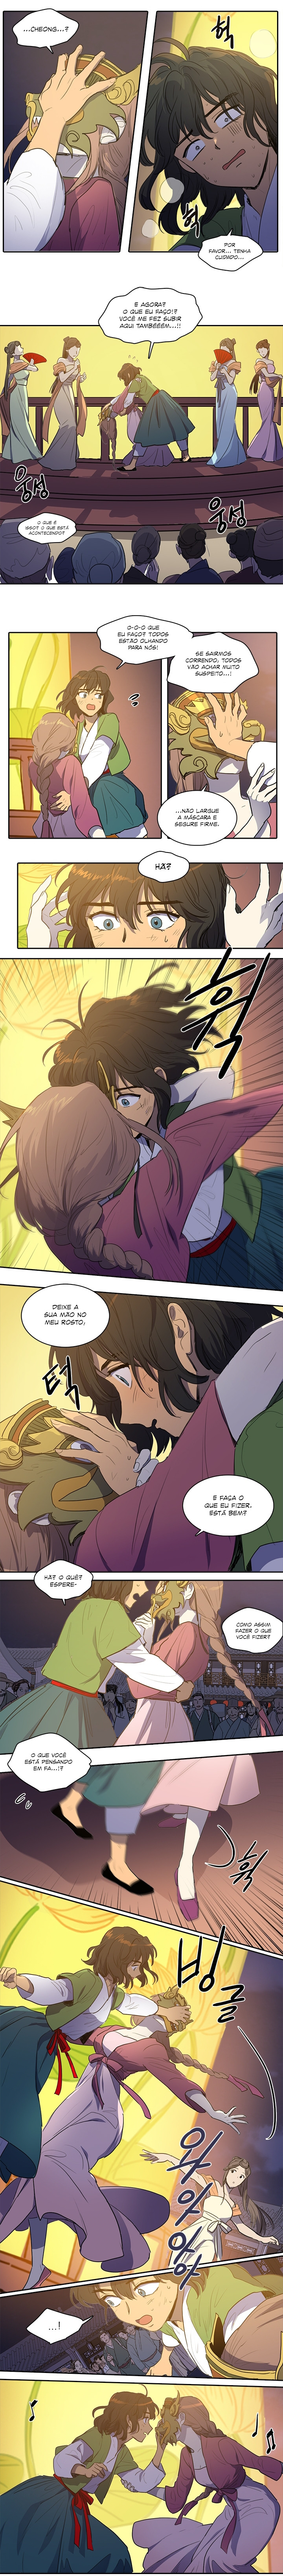 ...CHEONG...?
헉
헉
POR
FAVOR... TENHA
CUIDADO...
E AGORA?
O QUE EU FAÇO!?
VOCÊ ME FEZ SUBIR
AQUI TAMBÉÉÉM...!!
웅성
웅성
O QUE É
ISSO? O QUE ESTÁ
ACONTECENDO?
O-O-O QUE
EU FAÇO? TODOS
ESTÃO OLHANDO
PARA NÓS!
SE SAIRMOS
CORRENDO, TODOS
VÃO ACHAR MUITO
SUSPEITO...!
...NÃO LARGUE
A MÁSCARA E
SEGURE FIRME.
HÃ?
휙
DEIXE A
SUA MÃO NO
MEU ROSTO,
턱
E FAÇA O
QUE EU FIZER.
ESTÁ BEM?
HÃ? O QUÊ?
ESPERE-
COMO ASSIM
FAZER O QUE
VOCÊ FIZER?
O QUE VOCÊ
ESTÁ PENSANDO
EM FA...!?
휙
빙
글
와
아
아
아
...!